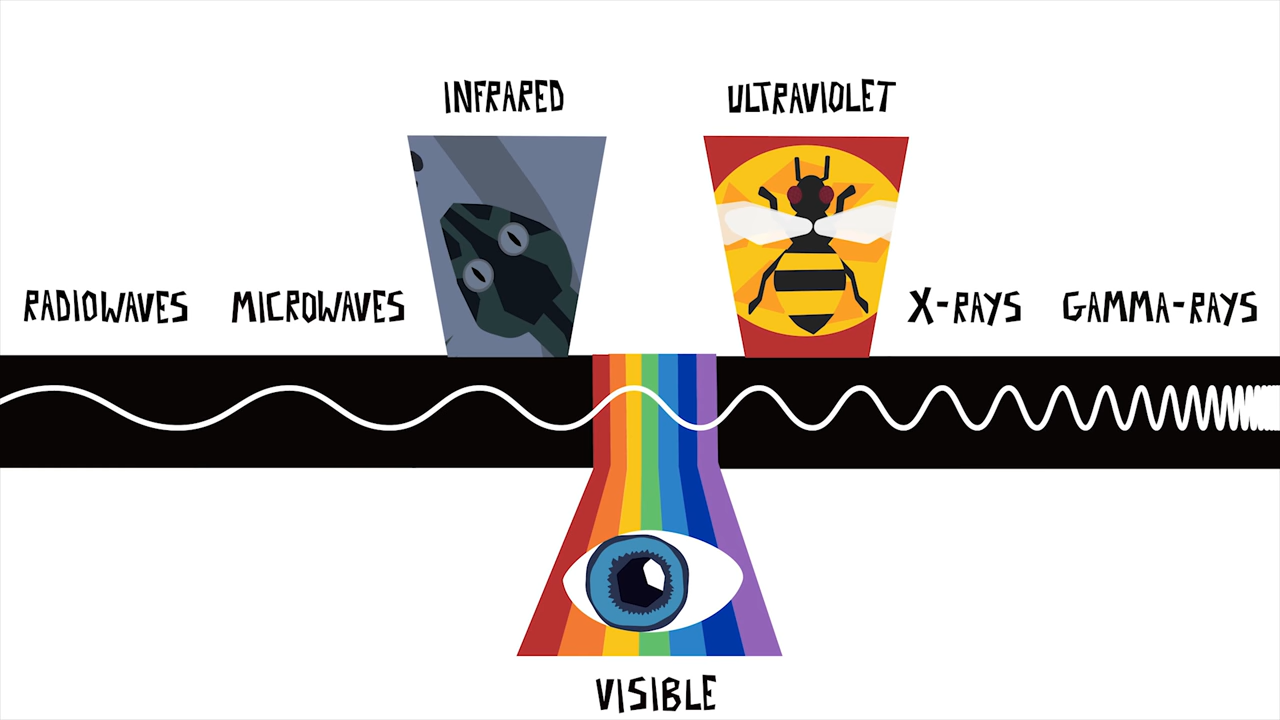 INFRARED
ULTRAVIOLET
RADIOWAVES
MICROWAVES
X-RAYS
GAMMA-RAYS
VISIBLE